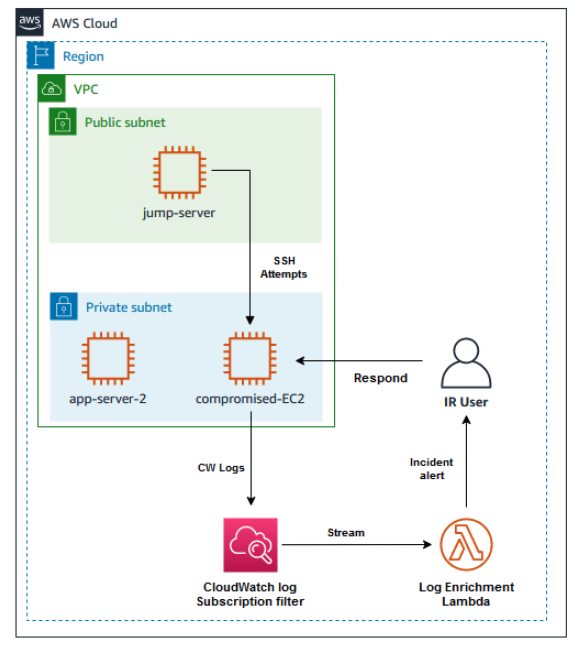 aws
AWS Cloud
Region
VPC
Public subnet
jump-server
SSH
Attempts
Private subnet
app-server-2
compromised-EC2
Respond
IR User
CW Logs
Incident
alert
Stream
CloudWatch log
Subscription filter
Log Enrichment
Lambda